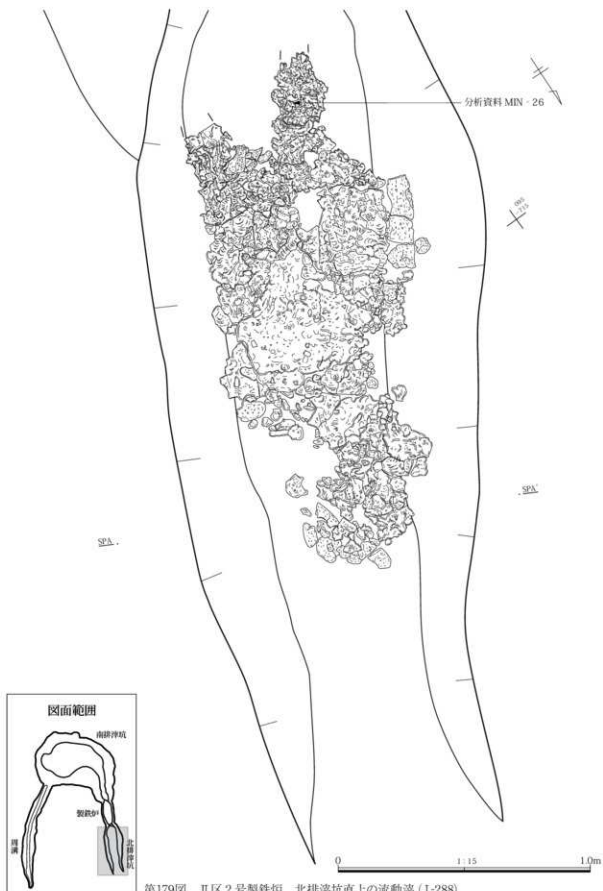 分析資料 MIN - 26
SPA
SPA'
図面範囲
南排滓坑
製鉄炉
周溝
北排滓坑
0
1:15
1.0m
第179図 Ⅱ区2号製鉄炉 北排滓坑直上の流動滓(1-288)